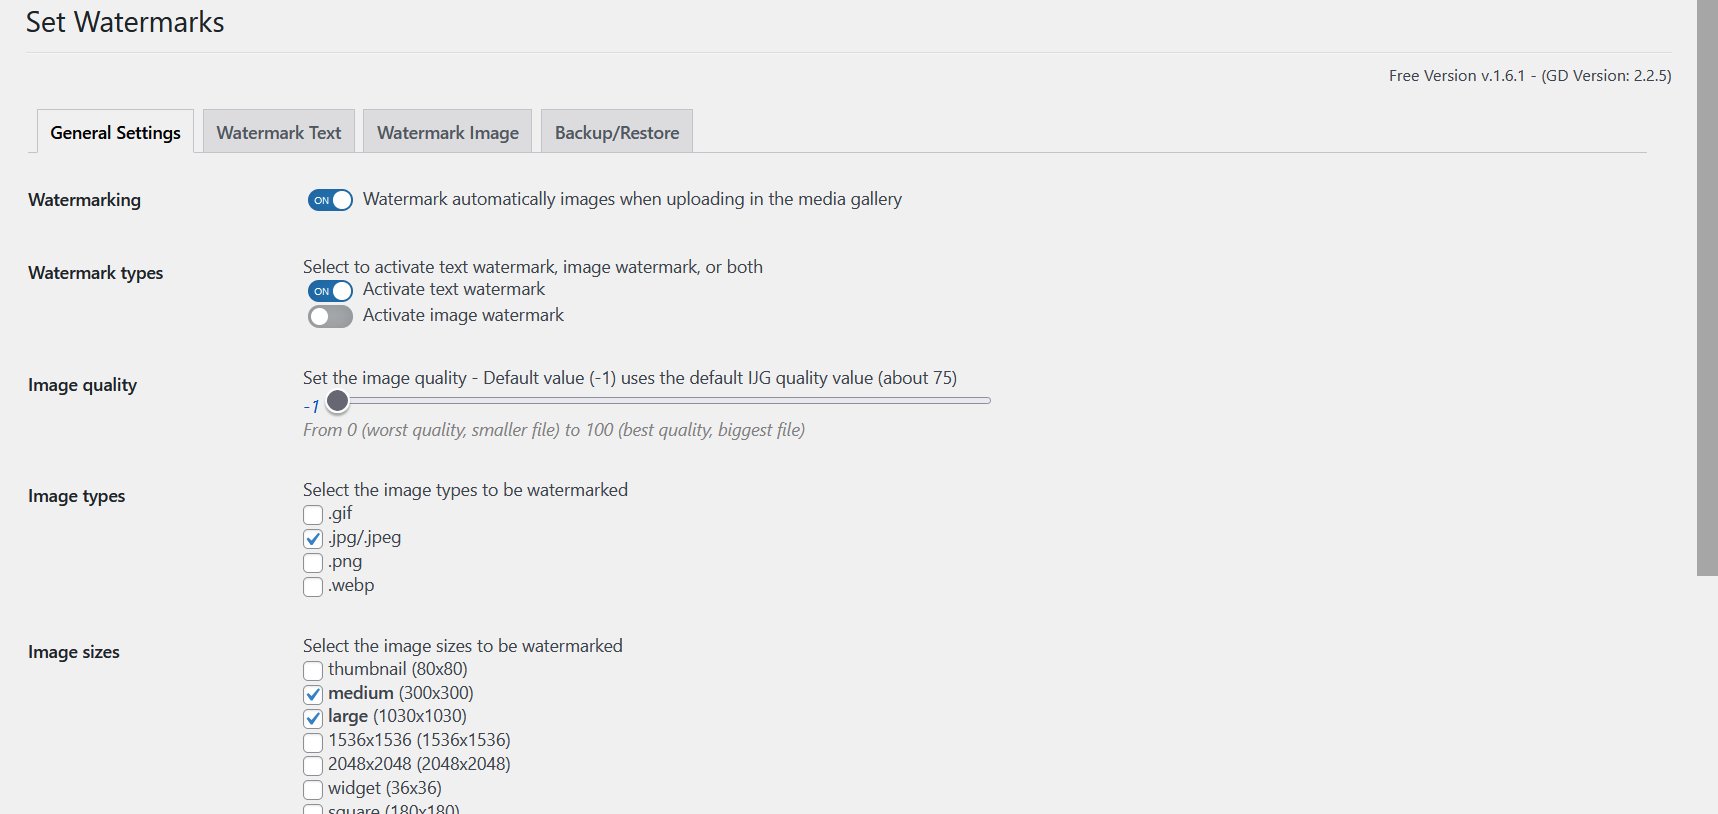 Set Watermarks
Free Version v.1.6.1 - (GD Version: 2.2.5)
General Settings
Watermark Text
Watermark Image
Backup/Restore
Watermarking
ON Watermark automatically images when uploading in the media gallery
Watermark types
Select to activate text watermark, image watermark, or both
ON Activate text watermark
Activate image watermark
Image quality
Set the image quality - Default value (-1) uses the default IJG quality value (about 75)
-1
From 0 (worst quality, smaller file) to 100 (best quality, biggest file)
Image types
Select the image types to be watermarked
.gif
.jpg/.jpeg
.png
.webp
Image sizes
Select the image sizes to be watermarked
thumbnail (80x80)
medium (300x300)
large (1030x1030)
1536x1536 (1536x1536)
2048x2048 (2048x2048)
widget (36x36)
square (180x180)